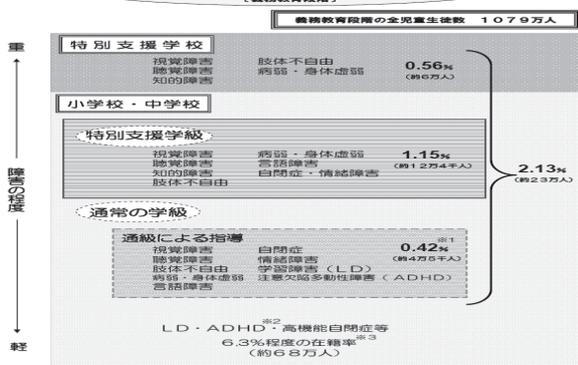 義務教育段階の全児童生徒数　１０７９万人
重
障害の程度
軽
特別支援学校
視覚障害　肢体不自由
聴覚障害　病弱・身体虚弱
知的障害
0.56%
(約6万人)
小学校・中学校
特別支援学級
視覚障害　病弱・身体虚弱
聴覚障害　言語障害
知的障害　自閉症・情緒障害
肢体不自由
1.15%
(約12万4千人)
2.13%
(約23万人)
通常の学級
通級による指導
視覚障害　自閉症
聴覚障害　情緒障害
肢体不自由　学習障害（ＬＤ）
病弱・身体虚弱　注意欠陥多動性障害（ＡＤＨＤ）
言語障害
※1
0.42%
(約4万5千人)
ＬＤ・ＡＤＨＤ・高機能自閉症等
※2
6.3%程度の在籍率※3
（約68万人）